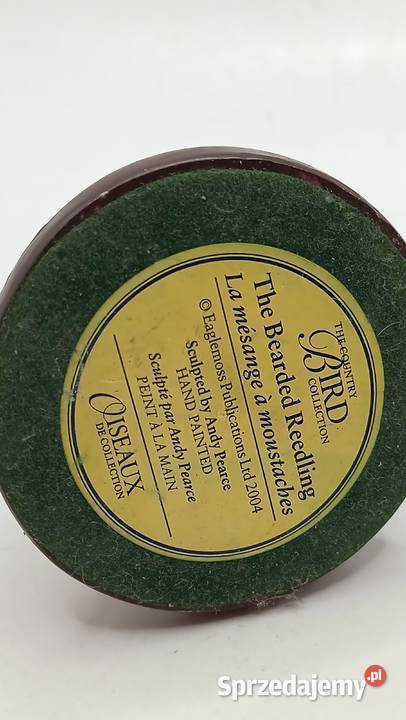 THE COUNTRY
BIRD
COLLECTION
The Bearded Reedling
La mésange à moustaches
© Eaglemoss Publications Ltd 2004
Sculpted by Andy Pearce
HAND PAINTED
Sculpté par Andy Pearce
PEINT À LA MAIN
OISEAUX
DE COLLECTION
Sprzedajemy.pl